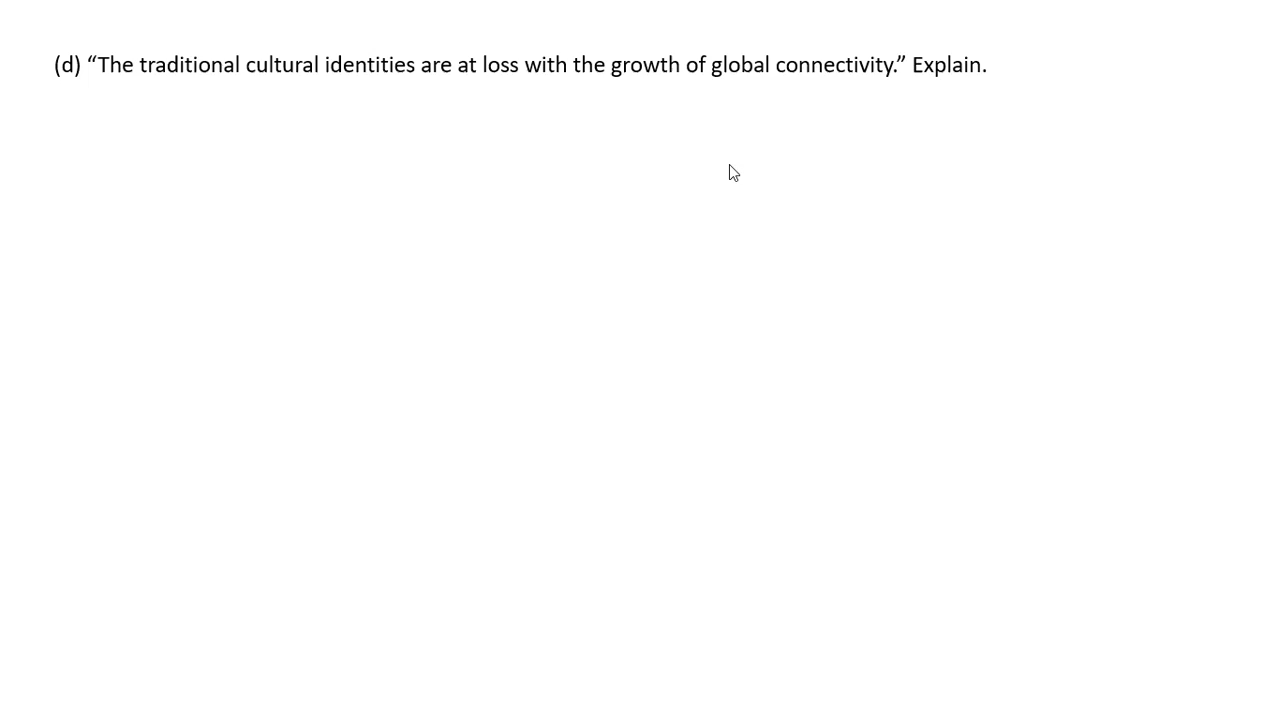 (d) “The traditional cultural identities are at loss with the growth of global connectivity.” Explain.